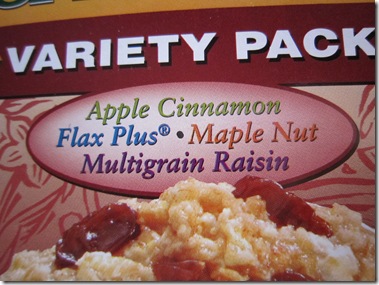 VARIETY PACK
Apple Cinnamon
Flax Plus® • Maple Nut
Multigrain Raisin